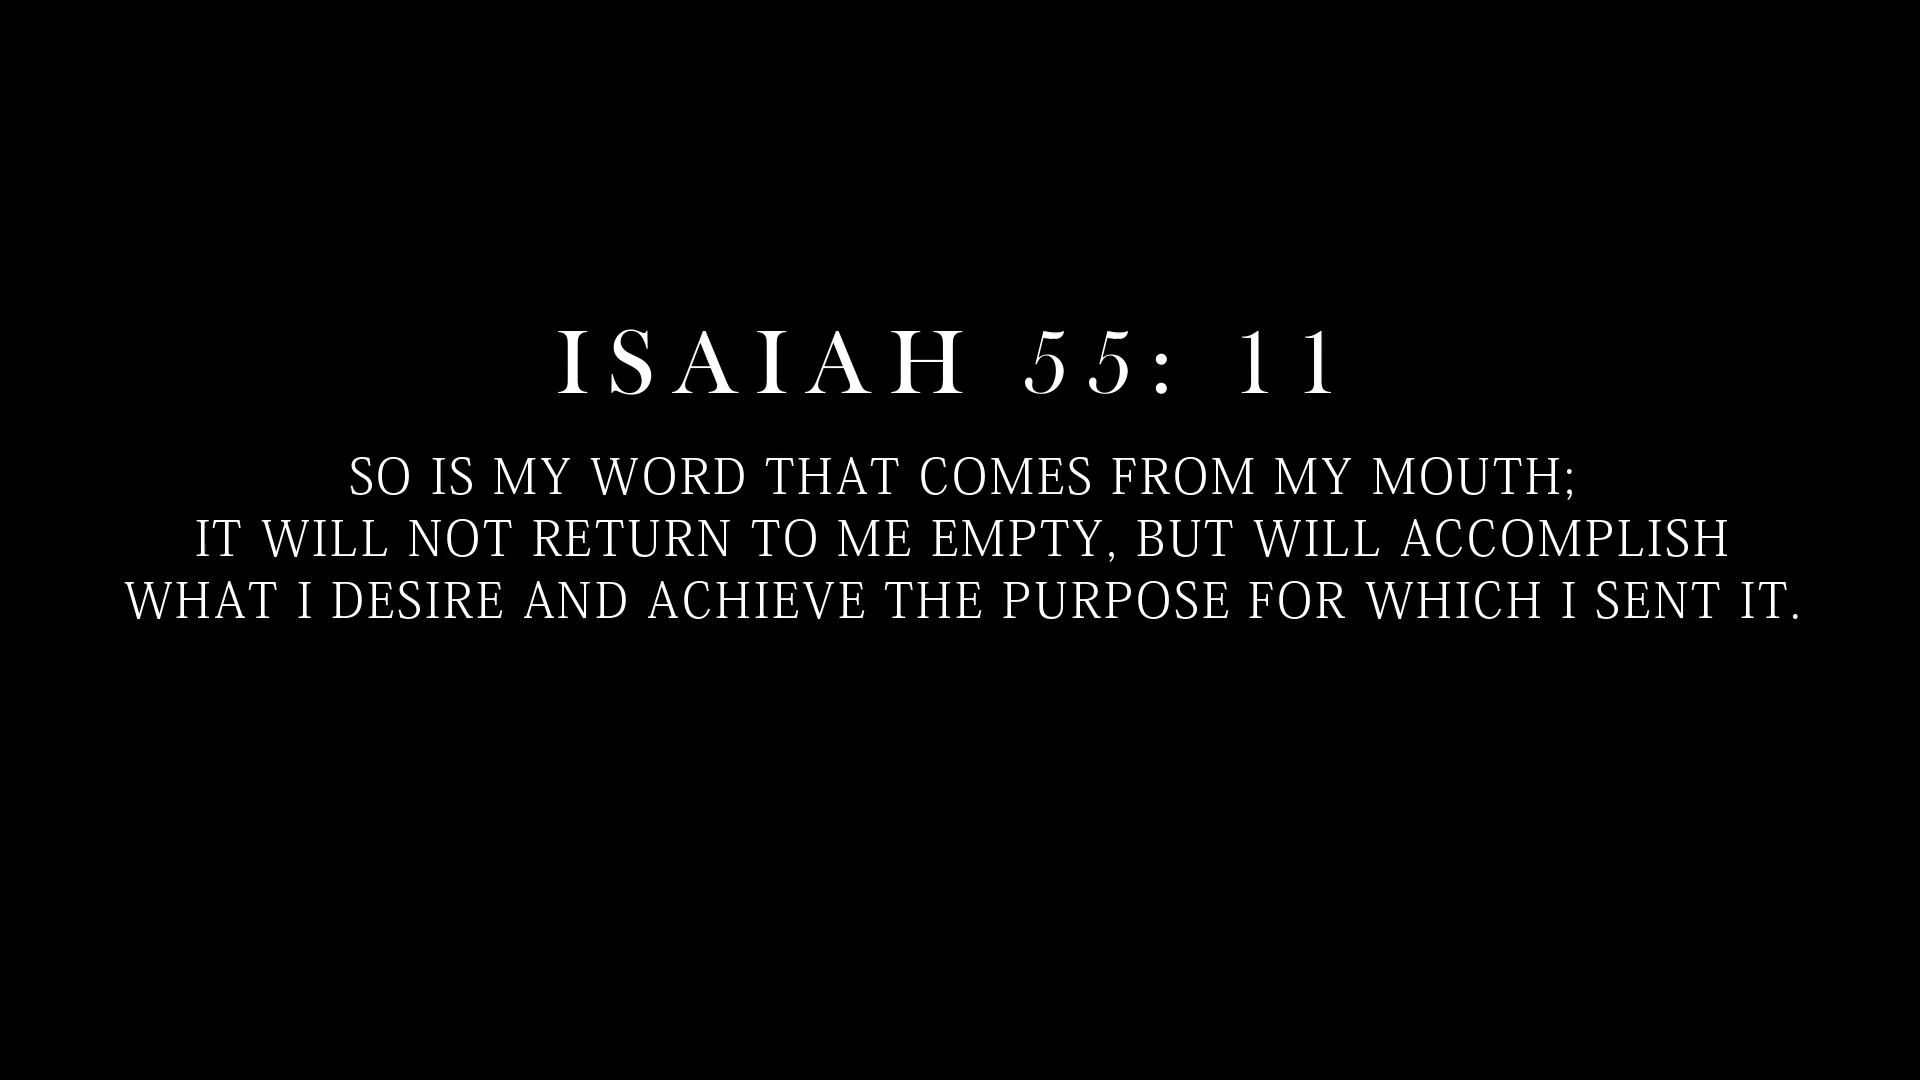 ISAIAH 55: 11
SO IS MY WORD THAT COMES FROM MY MOUTH;
IT WILL NOT RETURN TO ME EMPTY, BUT WILL ACCOMPLISH
WHAT I DESIRE AND ACHIEVE THE PURPOSE FOR WHICH I SENT IT.